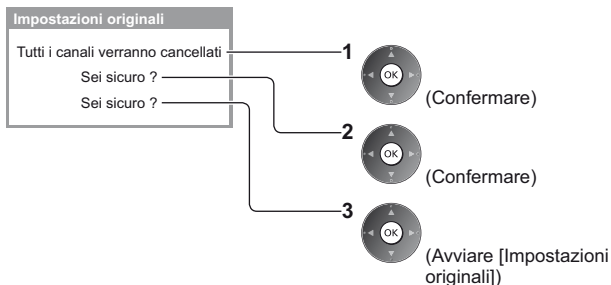 Impostazioni originali
Tutti i canali verranno cancellati
Sei sicuro ?
Sei sicuro ?
1
OK
(Confermare)
2
OK
(Confermare)
3
OK
(Avviare [Impostazioni
originali])